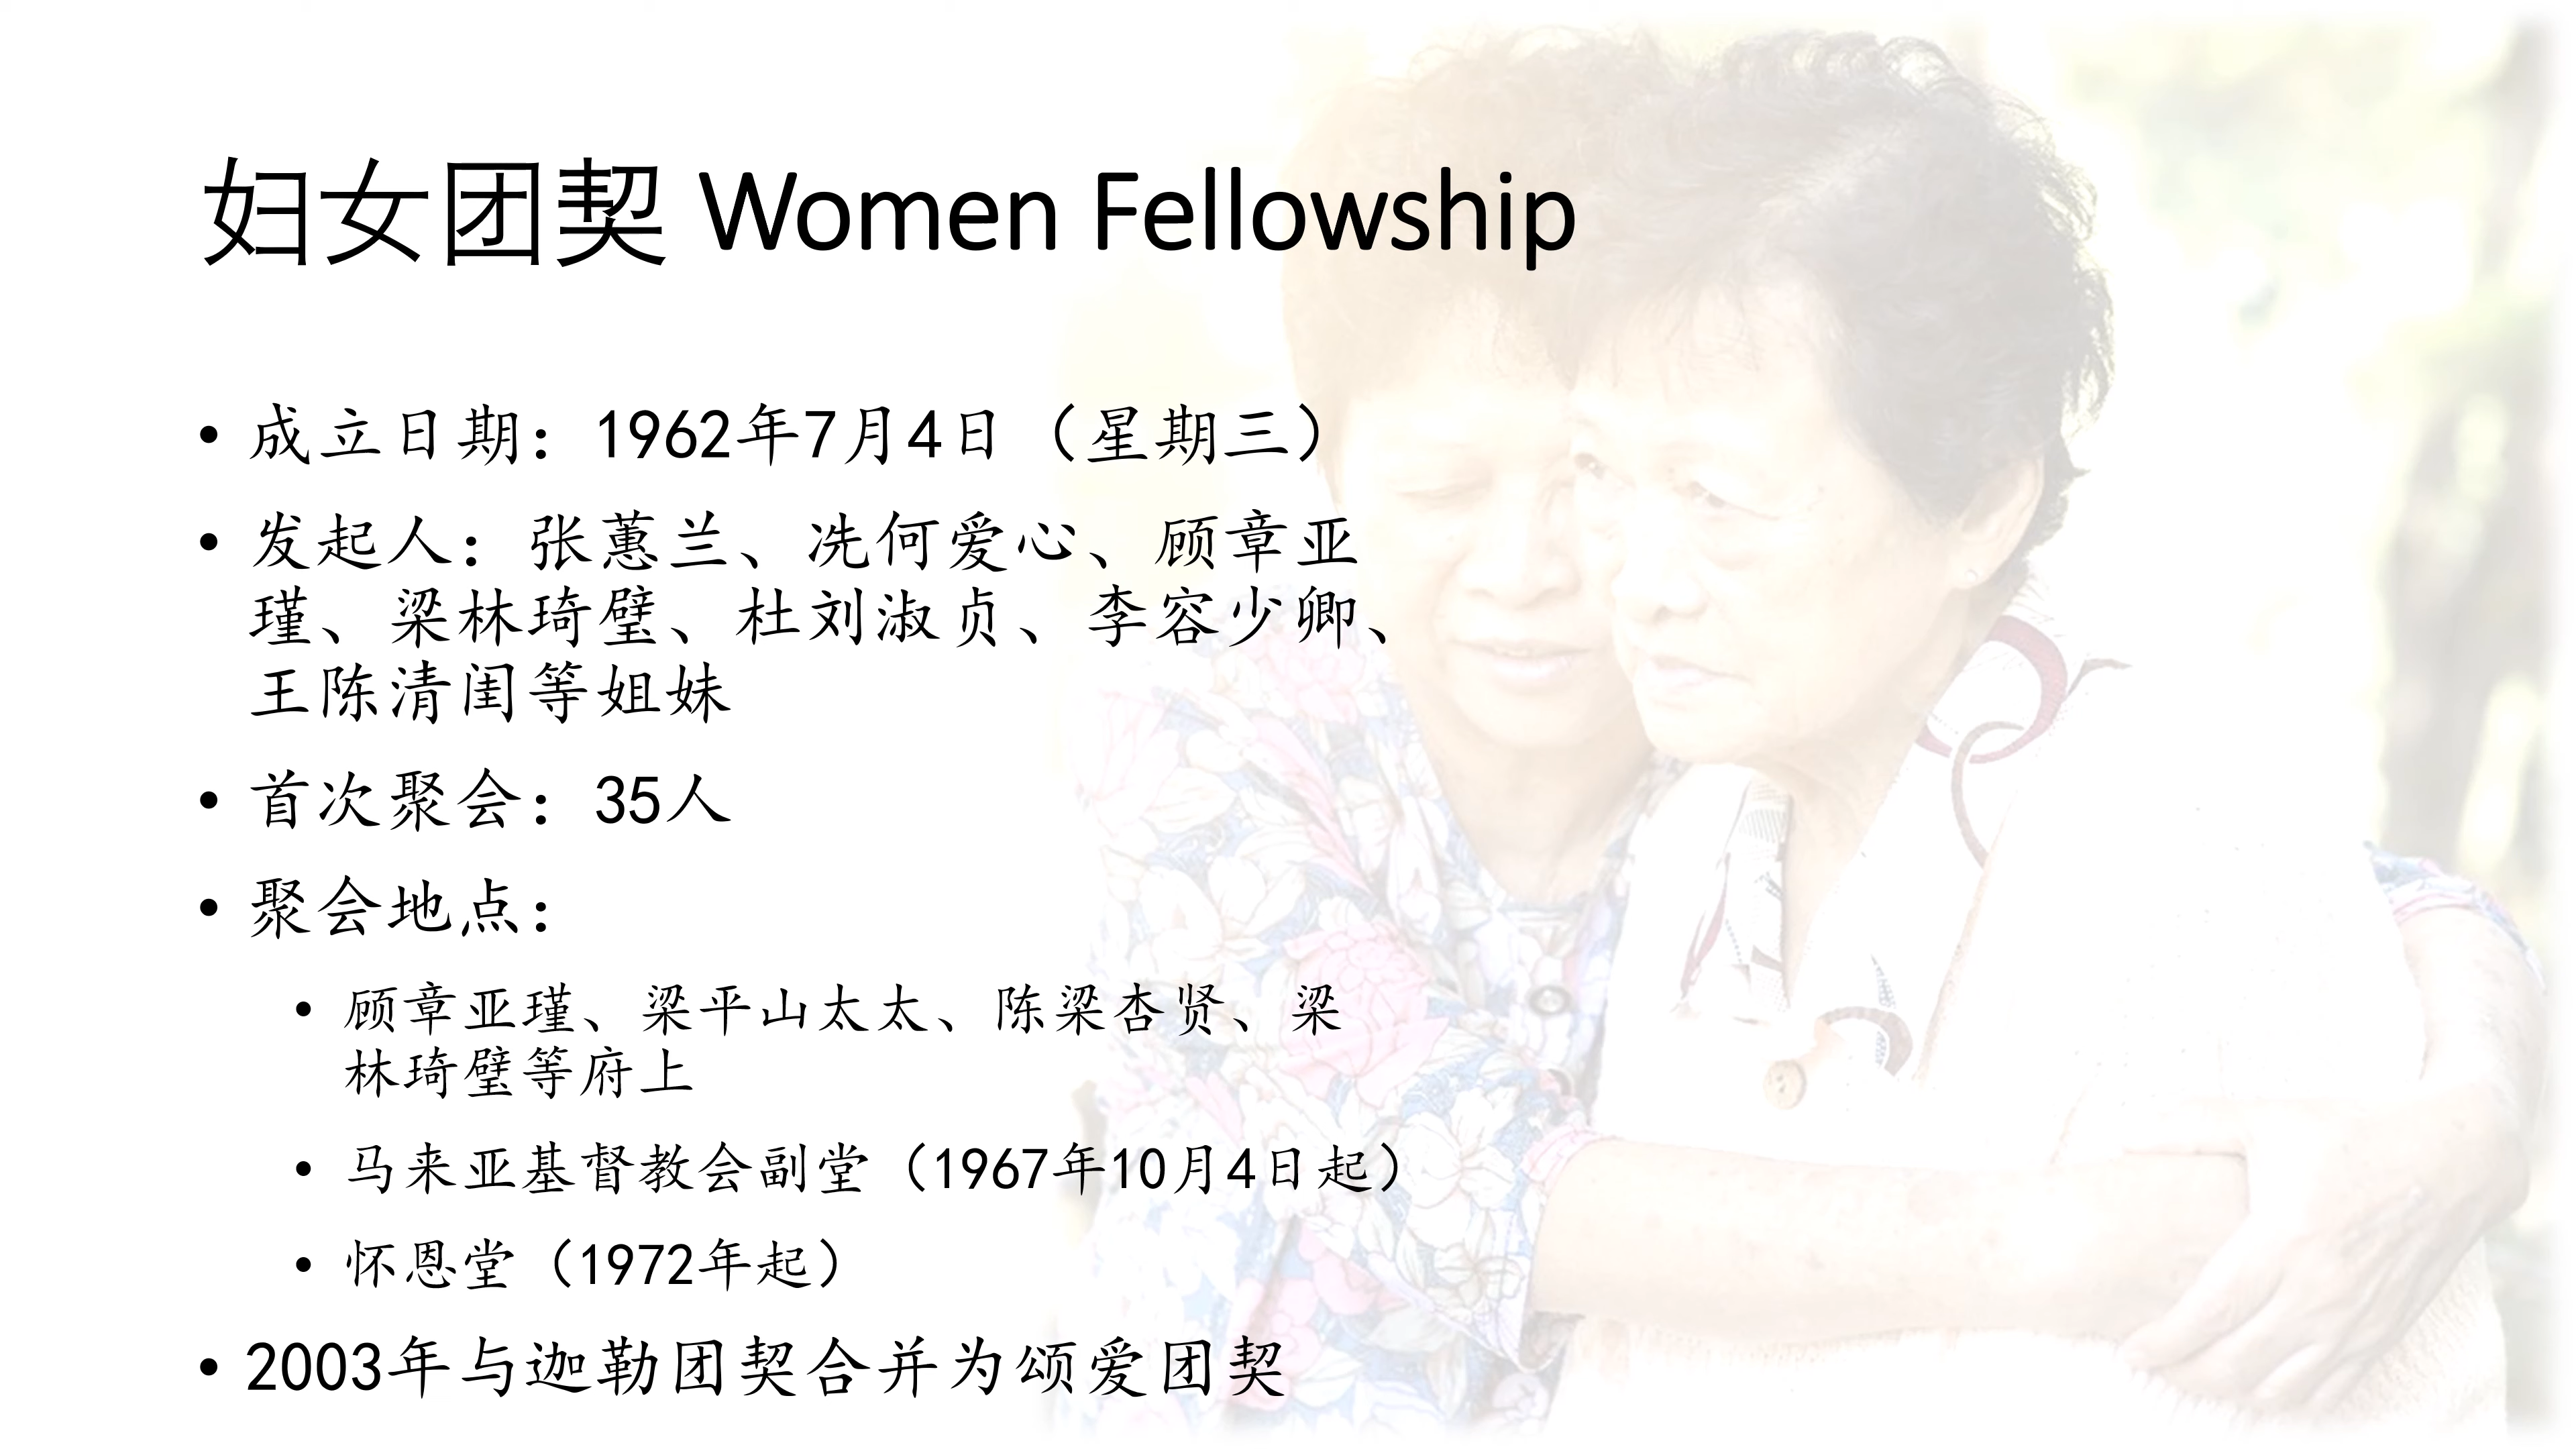 妇女团契 Women Fellowship
• 成立日期：1962年7月4日（星期三）
• 发起人：张蕙兰、冼何爱心、顾章亚
瑾、梁林琦璧、杜刘淑贞、李容少卿、
王陈清闺等姐妹
• 首次聚会：35人
• 聚会地点：
• 顾章亚瑾、梁平山太太、陈梁杏贤、梁
林琦璧等府上
• 马来亚基督教会副堂（1967年10月4日起）
• 怀恩堂（1972年起）
• 2003年与迦勒团契合并为颂爱团契